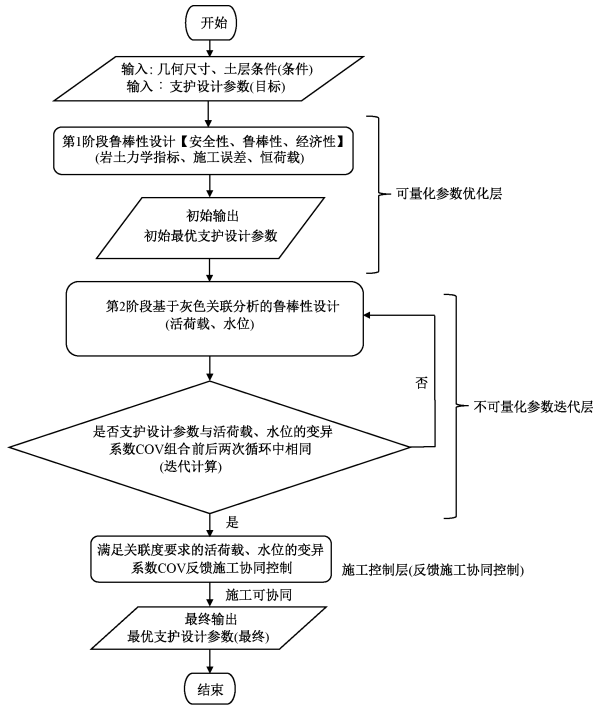 开始
输入: 几何尺寸、土层条件(条件)
输入：支护设计参数(目标)
第1阶段鲁棒性设计【安全性、鲁棒性、经济性】
(岩土力学指标、施工误差、恒荷载)
可量化参数优化层
初始输出
初始最优支护设计参数
第2阶段基于灰色关联分析的鲁棒性设计
(活荷载、水位)
否
不可量化参数迭代层
是否支护设计参数与活荷载、水位的变异
系数COV组合前后两次循环中相同
(迭代计算)
是
满足关联度要求的活荷载、水位的变异
系数COV反馈施工协同控制
施工控制层(反馈施工协同控制)
施工可协同
最终输出
最优支护设计参数(最终)
结束